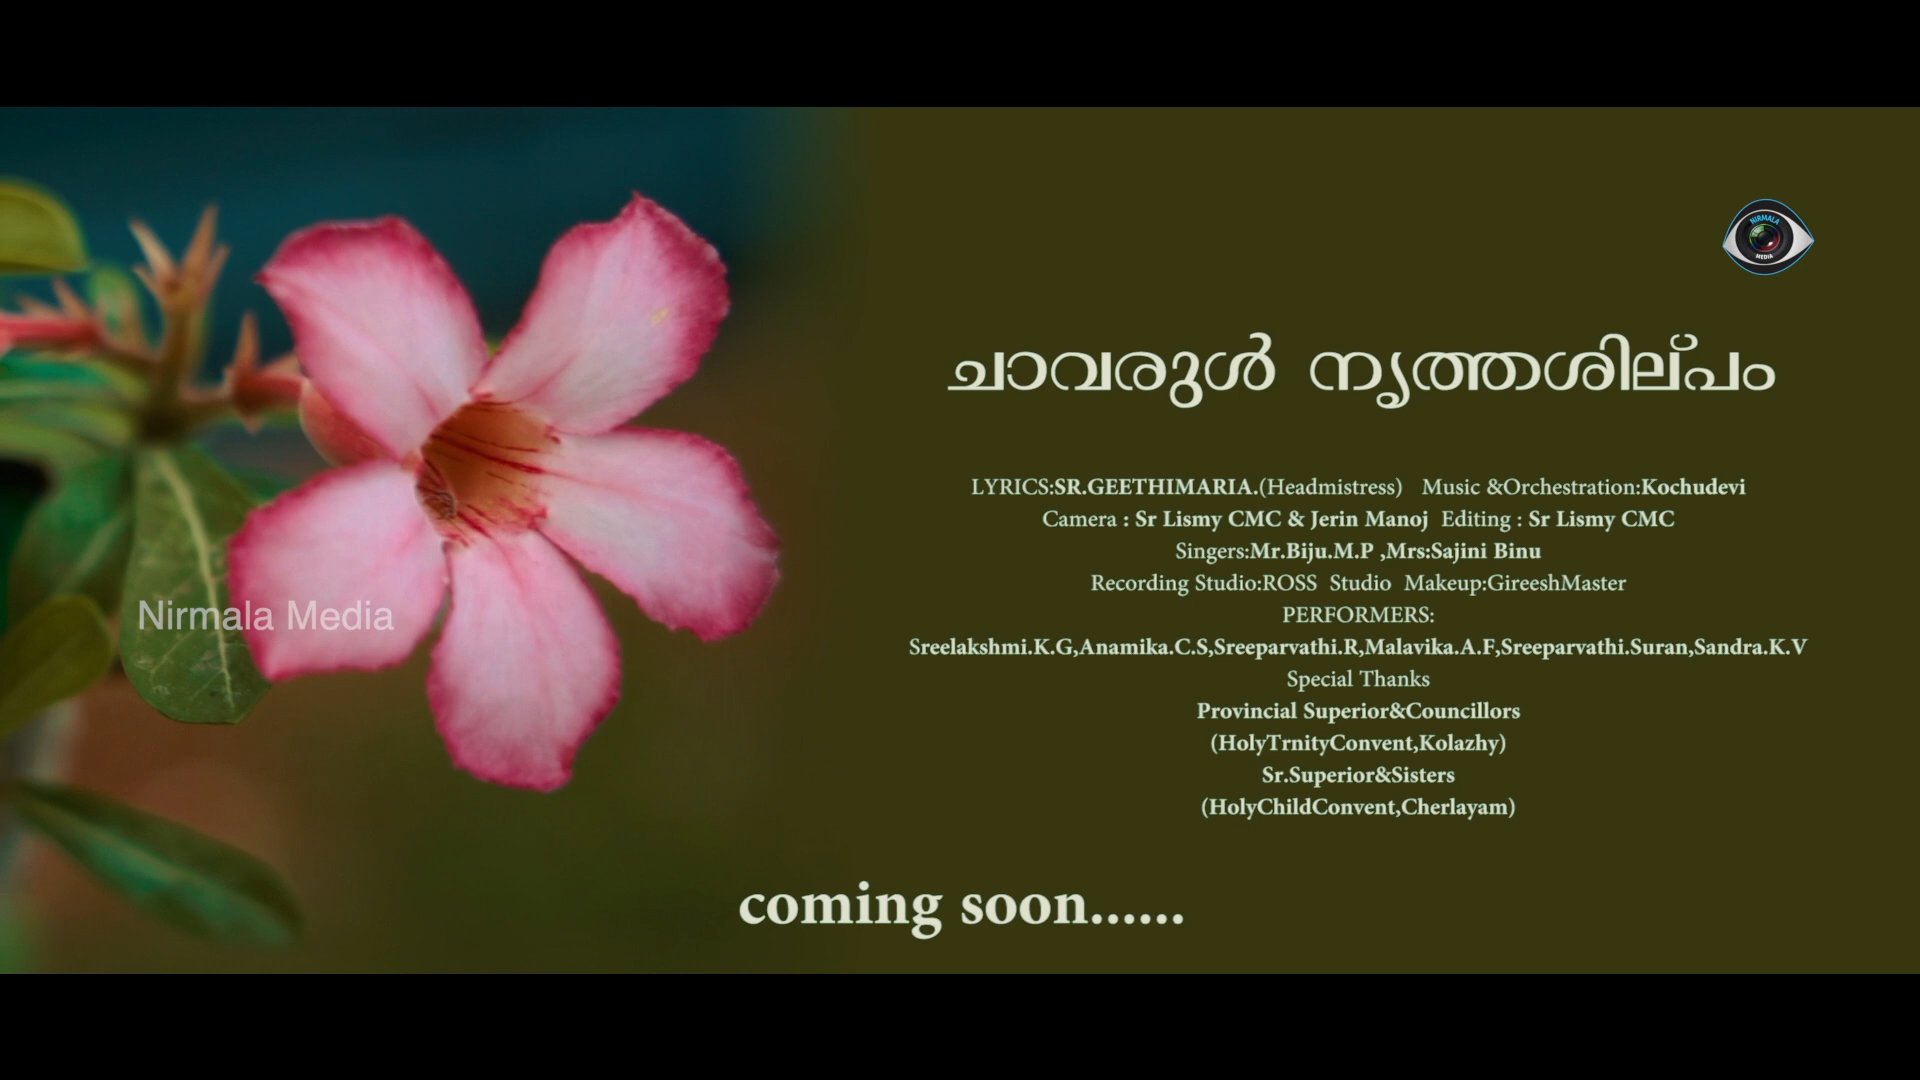 NIRMALA
MEDIA
ചാവരുൾ നൃത്തശില്പം
LYRICS:SR.GEETHIMARIA.(Headmistress) Music &Orchestration:Kochudevi
Camera : Sr Lismy CMC & Jerin Manoj Editing : Sr Lismy CMC
Singers:Mr.Biju.M.P ,Mrs:Sajini Binu
Recording Studio:ROSS Studio Makeup:GireeshMaster
PERFORMERS:
Sreelakshmi.K.G,Anamika.C.S,Sreeparvathi.R,Malavika.A.F,Sreeparvathi.Suran,Sandra.K.V
Special Thanks
Provincial Superior&Councillors
(HolyTrnityConvent,Kolazhy)
Sr.Superior&Sisters
(HolyChildConvent,Cherlayam)
Nirmala Media
coming soon......